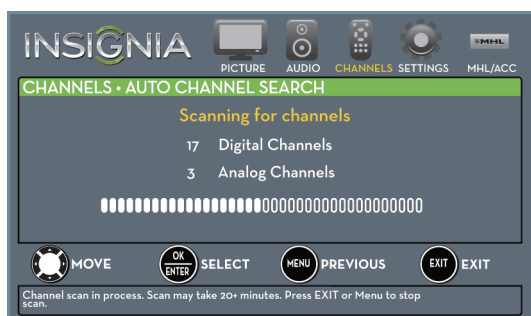 INSIGNIA
PICTURE AUDIO CHANNELS SETTINGS MHL MHL/ACC
CHANNELS • AUTO CHANNEL SEARCH
Scanning for channels
17 Digital Channels
3 Analog Channels
MOVE OK ENTER SELECT MENU PREVIOUS EXIT EXIT
Channel scan in process. Scan may take 20+ minutes. Press EXIT or Menu to stop
scan.